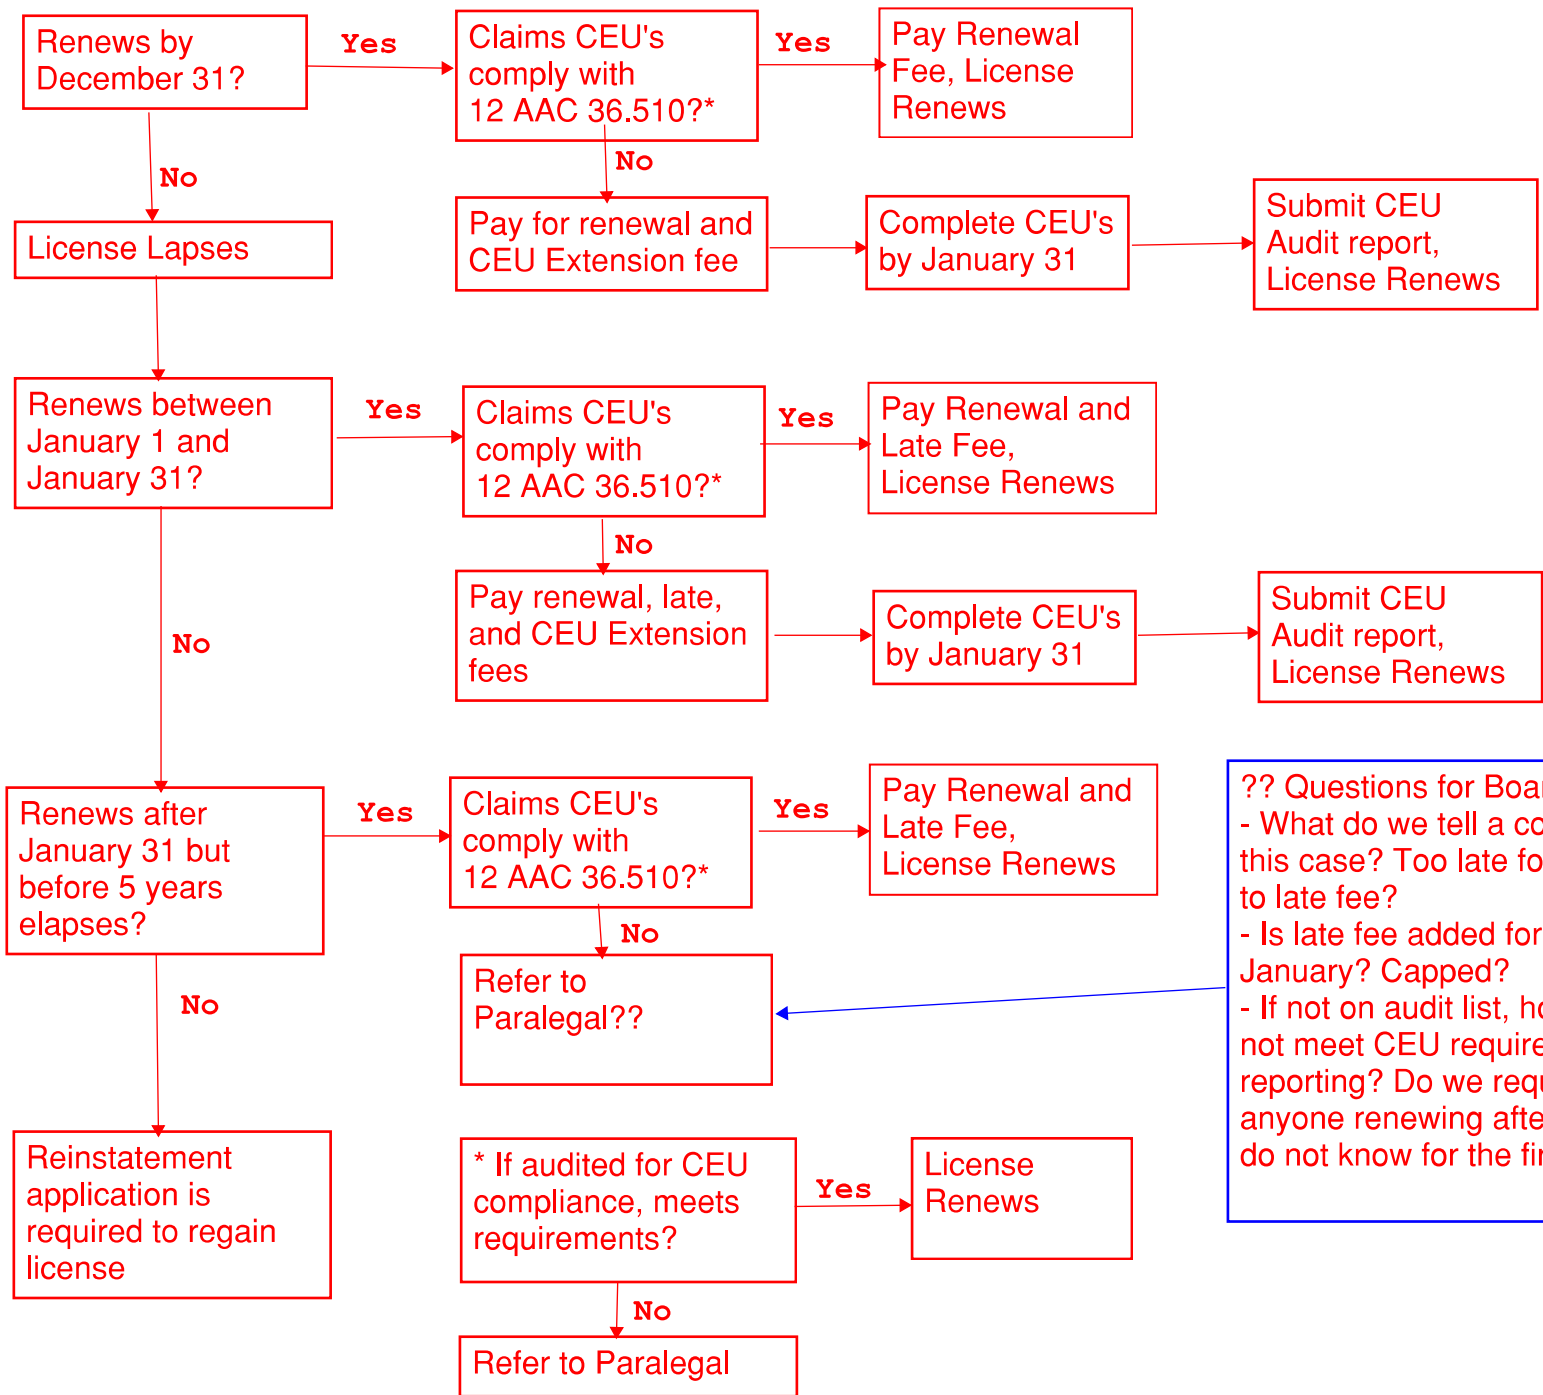 Renews by
December 31?
Yes
Claims CEU's
comply with
12 AAC 36.510?*
Yes
Pay Renewal
Fee, License
Renews
No
No
License Lapses
Pay for renewal and
CEU Extension fee
Complete CEU's
by January 31
Submit CEU
Audit report,
License Renews
Renews between
January 1 and
January 31?
Yes
Claims CEU's
comply with
12 AAC 36.510?*
Yes
Pay Renewal and
Late Fee,
License Renews
No
No
Pay renewal, late,
and CEU Extension
fees
Complete CEU's
by January 31
Submit CEU
Audit report,
License Renews
Renews after
January 31 but
before 5 years
elapses?
Yes
Claims CEU's
comply with
12 AAC 36.510?*
Yes
Pay Renewal and
Late Fee,
License Renews
No
No
Refer to
Paralegal??
?? Questions for
- What do we tell a
this case? Too late
to late fee?
- Is late fee added for
January? Capped?
- If not on audit list,
not meet CEU
reporting? Do we
anyone renewing
do not know for the
Reinstatement
application is
required to regain
license
* If audited for CEU
compliance, meets
requirements?
Yes
License
Renews
No
Refer to Paralegal